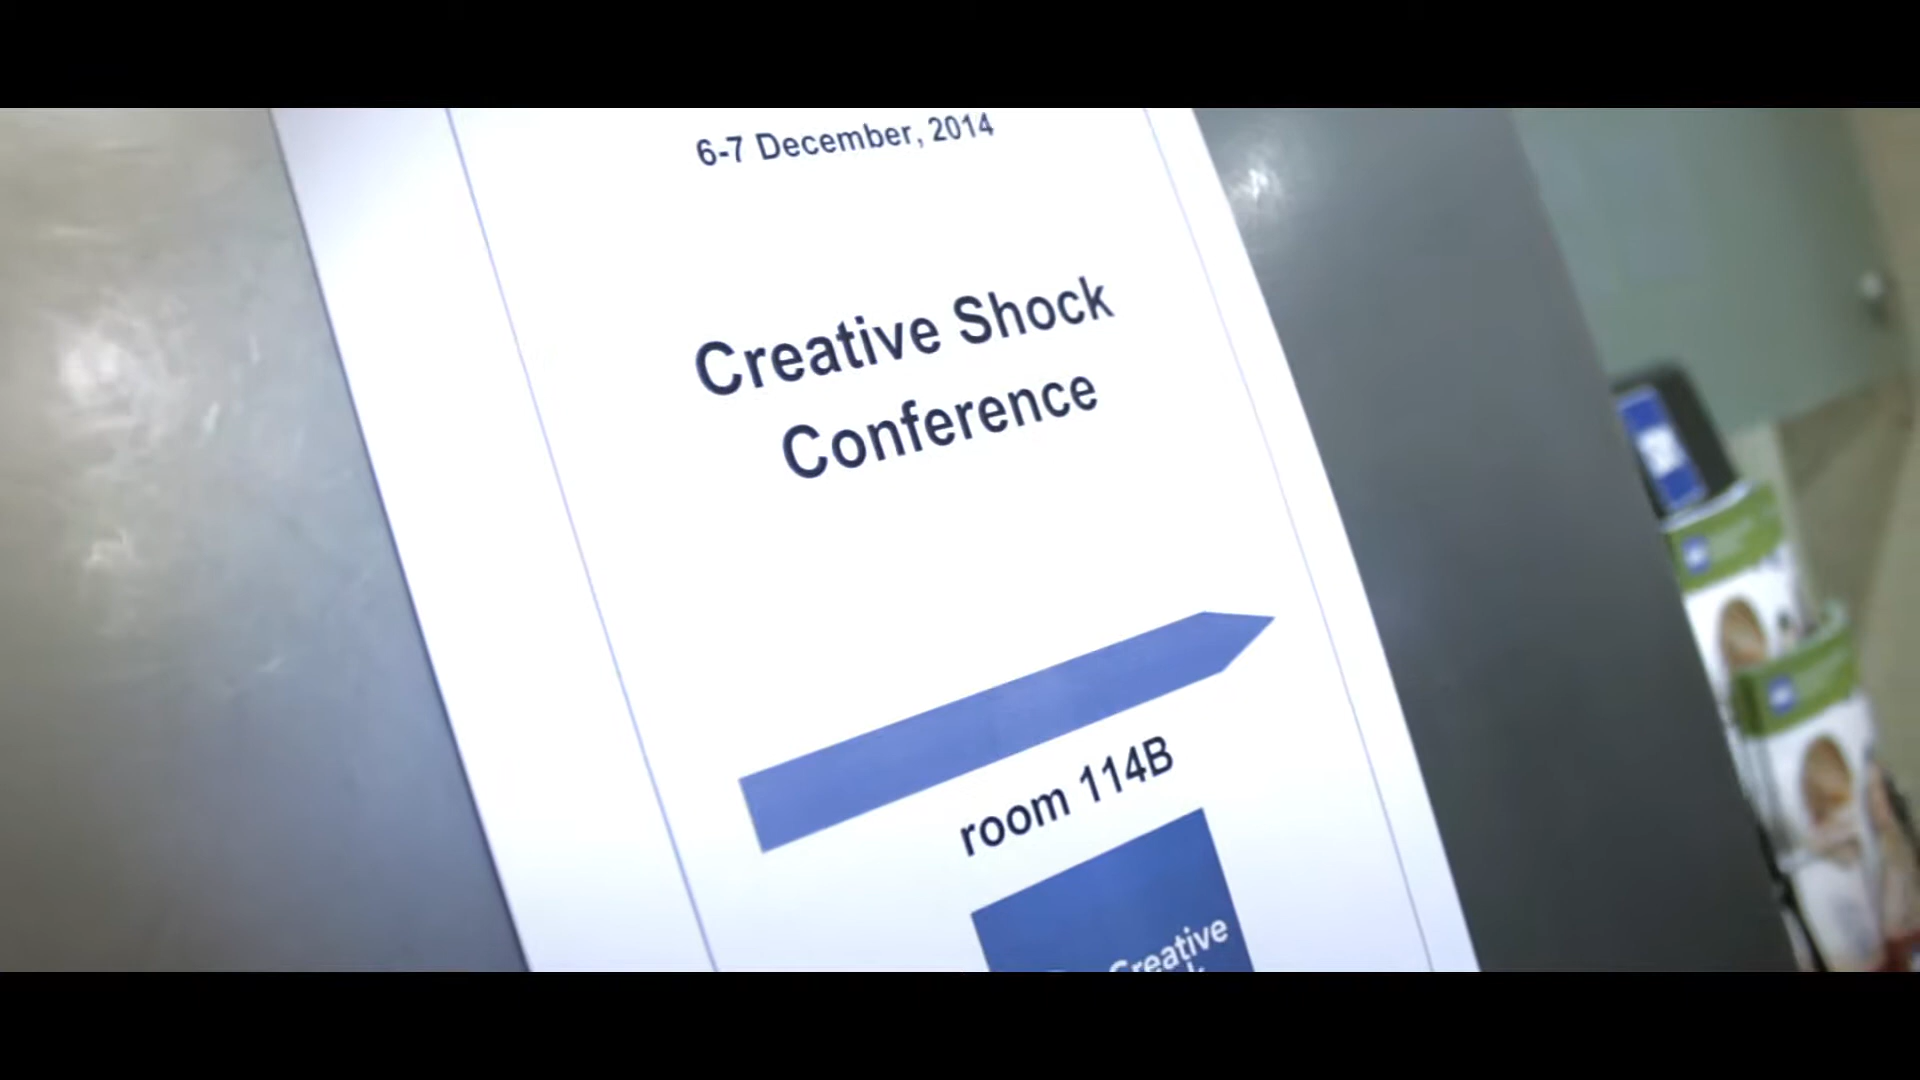 6-7 December, 2014
Creative Shock
Conference
room 114B
Creative